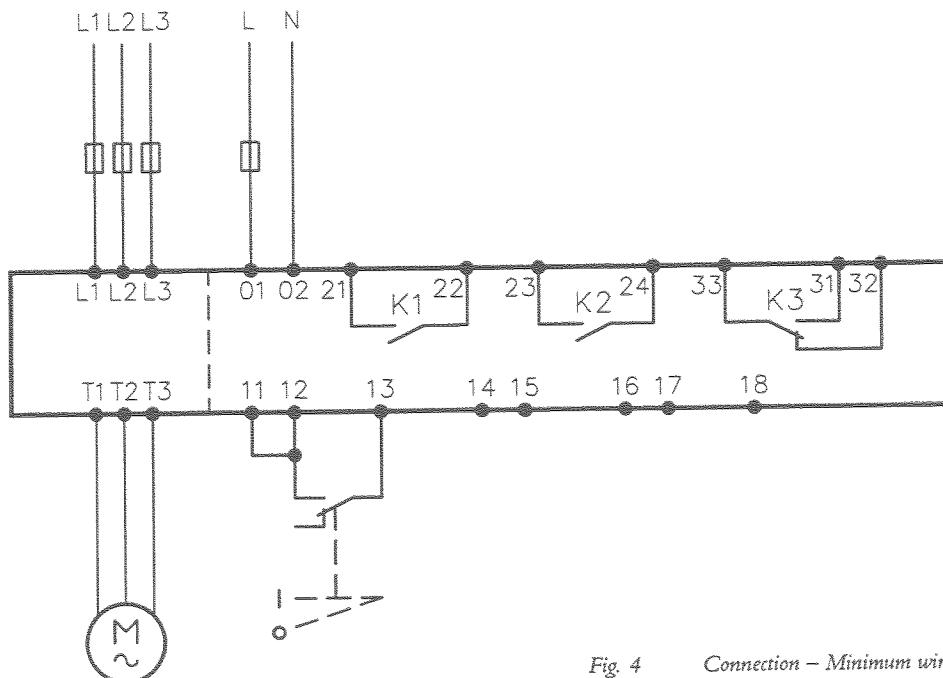 L1 L2 L3 L N
L1 L2 L3 01 02 21 22 23 24 33 31 32
K1 K2 K3
T1 T2 T3 11 12 13 14 15 16 17 18
M
~
Fig. 4 Connection – Minimum